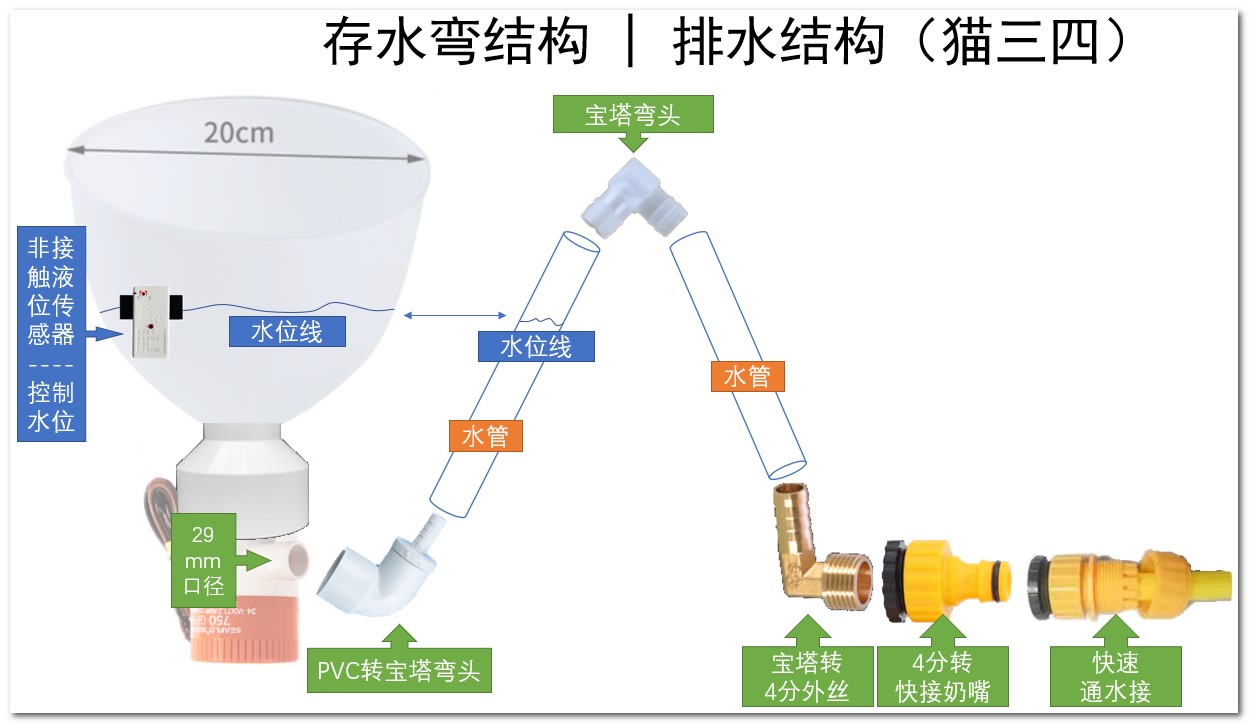 存水弯结构 | 排水结构（猫三四）
宝塔弯头
20cm
非接
触液
位传
感器
----
控制
水位
水位线
水位线
水管
水管
29
mm
口径
PVC转宝塔弯头
宝塔转
4分外丝
4分转
快接奶嘴
快速
通水接
SEAFLO
750